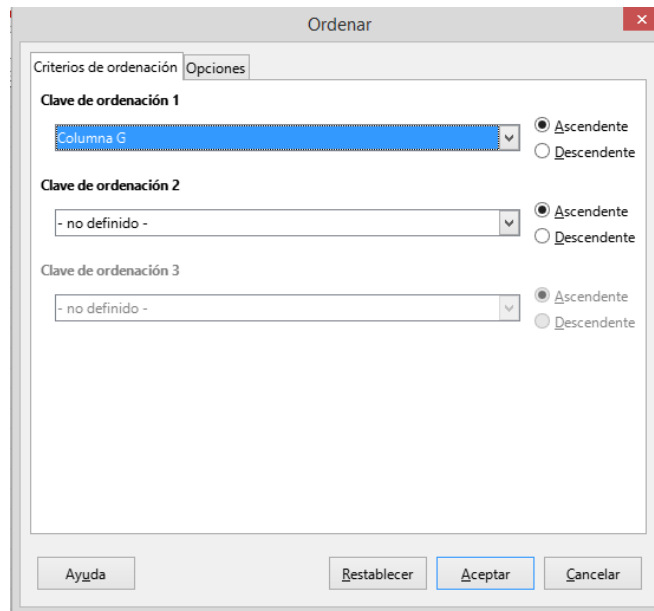 Ordenar
Criterios de ordenación Opciones
Clave de ordenación 1
Columna G
Ascendente
Descendente
Clave de ordenación 2
- no definido -
Ascendente
Descendente
Clave de ordenación 3
- no definido -
Ascendente
Descendente
Ayuda Restablecer Aceptar Cancelar